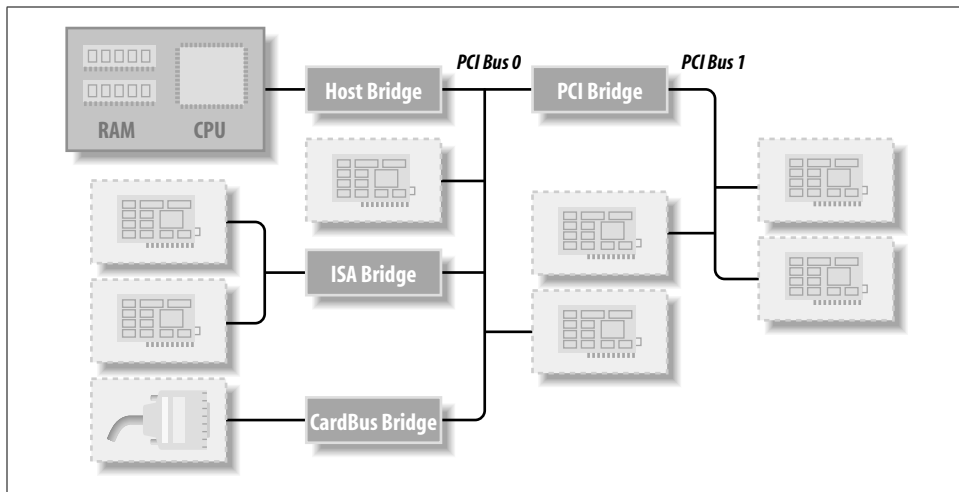 PCI Bus 0
PCI Bus 1
Host Bridge
PCI Bridge
RAM
CPU
ISA Bridge
CardBus Bridge